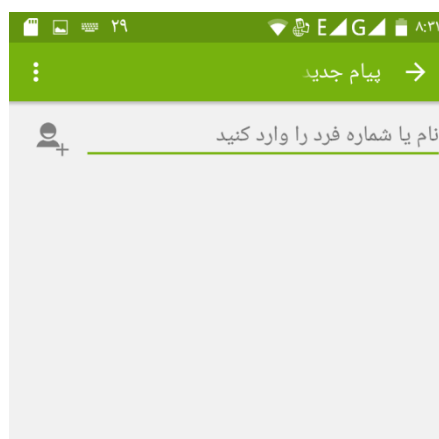 ۲۹ E G
پیام جدید
نام یا شماره فرد را وارد کنید